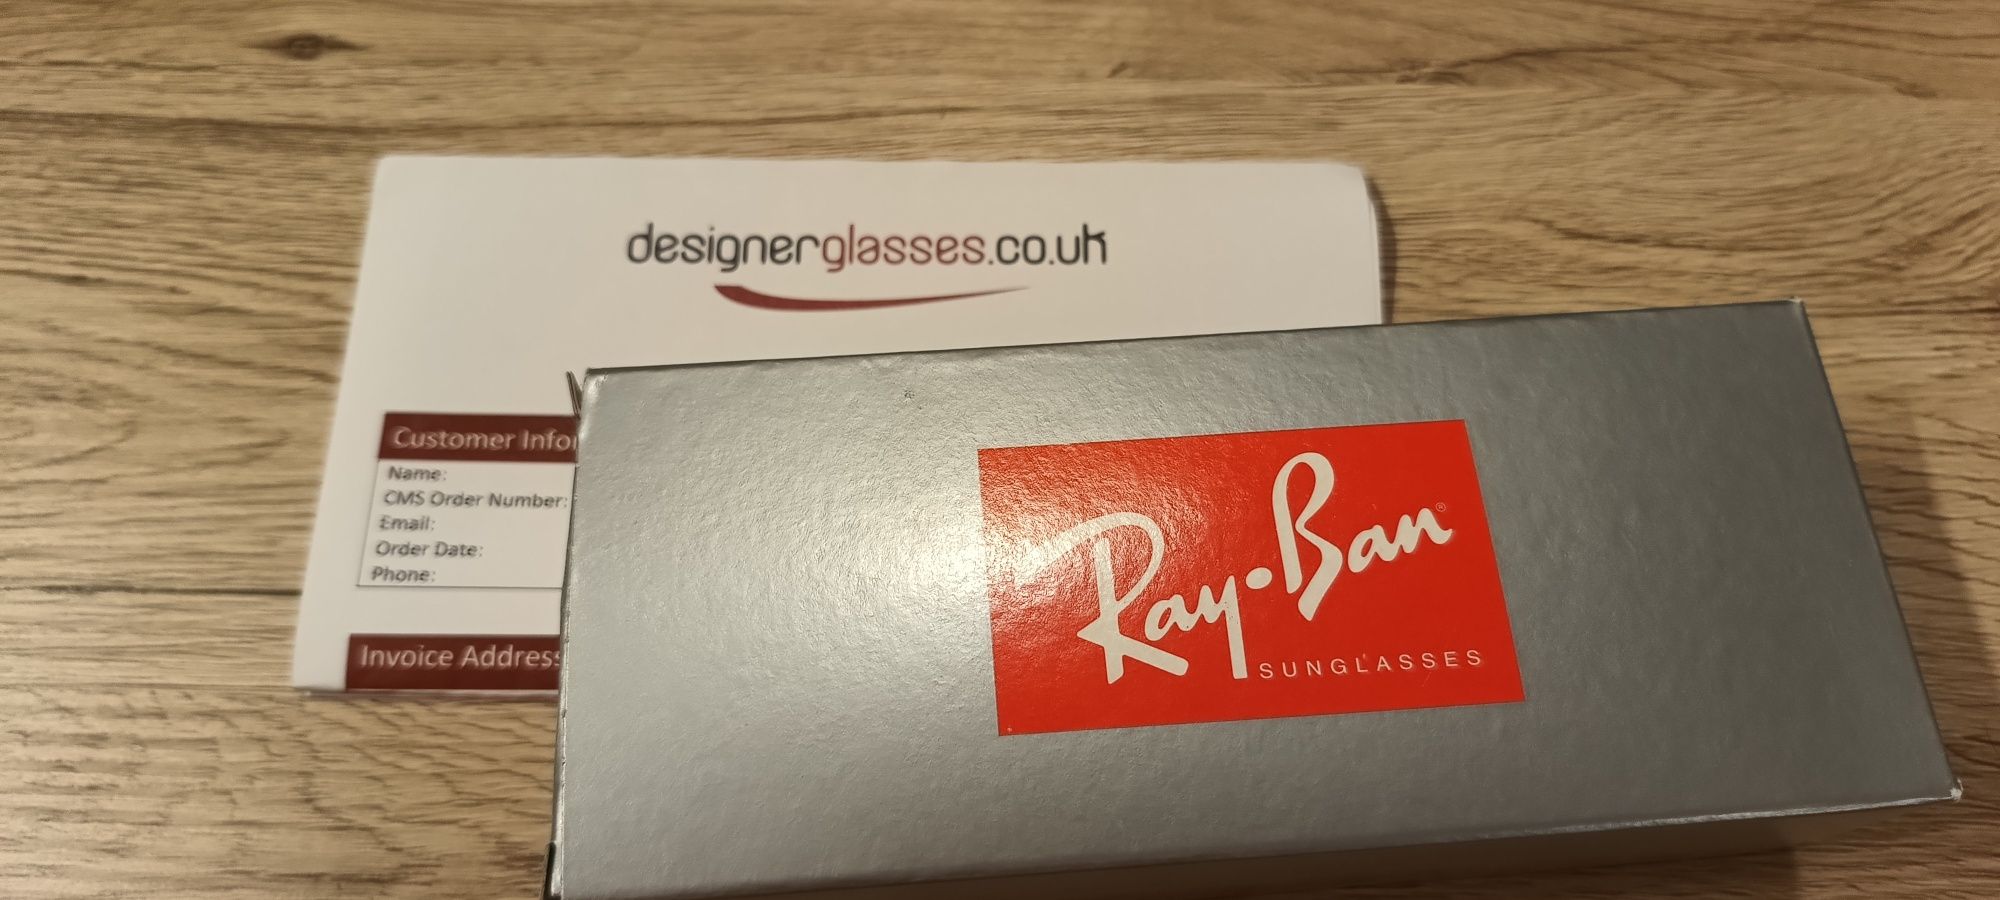 designerglasses.co.uk
Customer Infor
Name:
CMS Order Number:
Email:
Order Date:
Phone:
Invoice Address
Ray-Ban®
SUNGLASSES